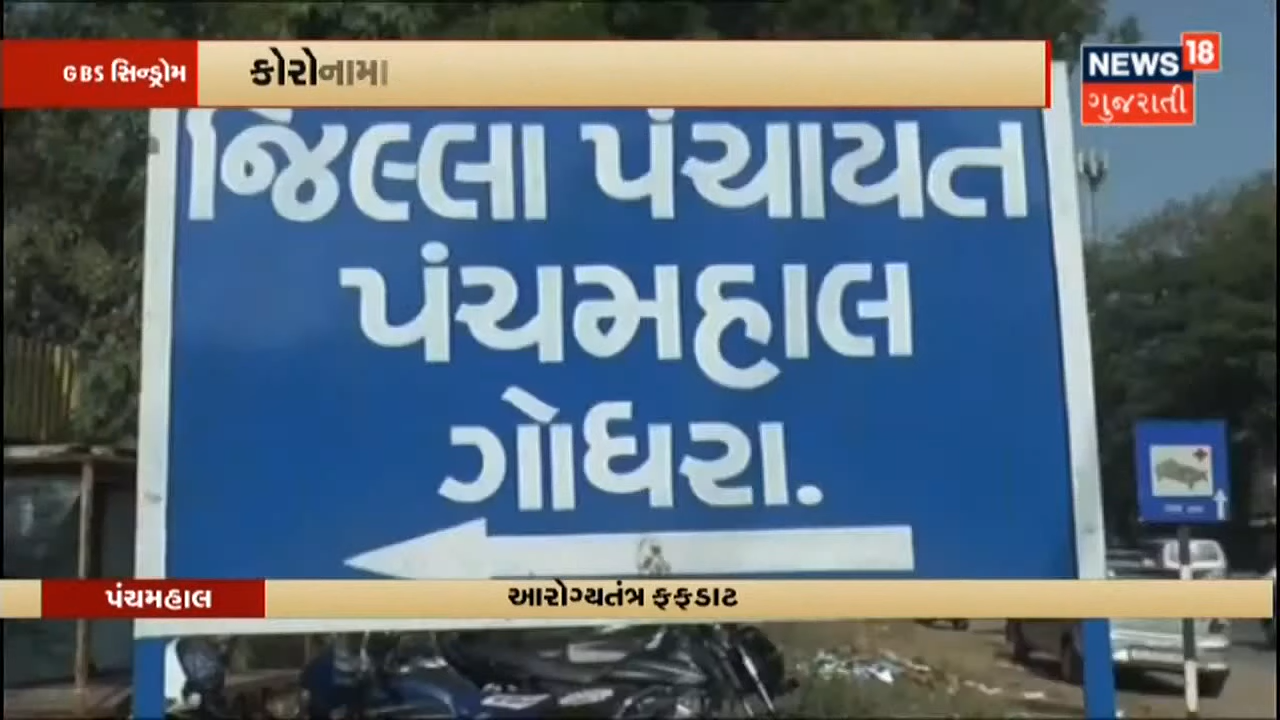 GBS સિન્ડ્રોમ
કોરોનામા
NEWS 18
ગુજરાતી
જિલ્લા પંચાયત
પંચમહાલ
ગોધરા.
પંચમહાલ
આરોગ્યતંત્ર ફફડાટ